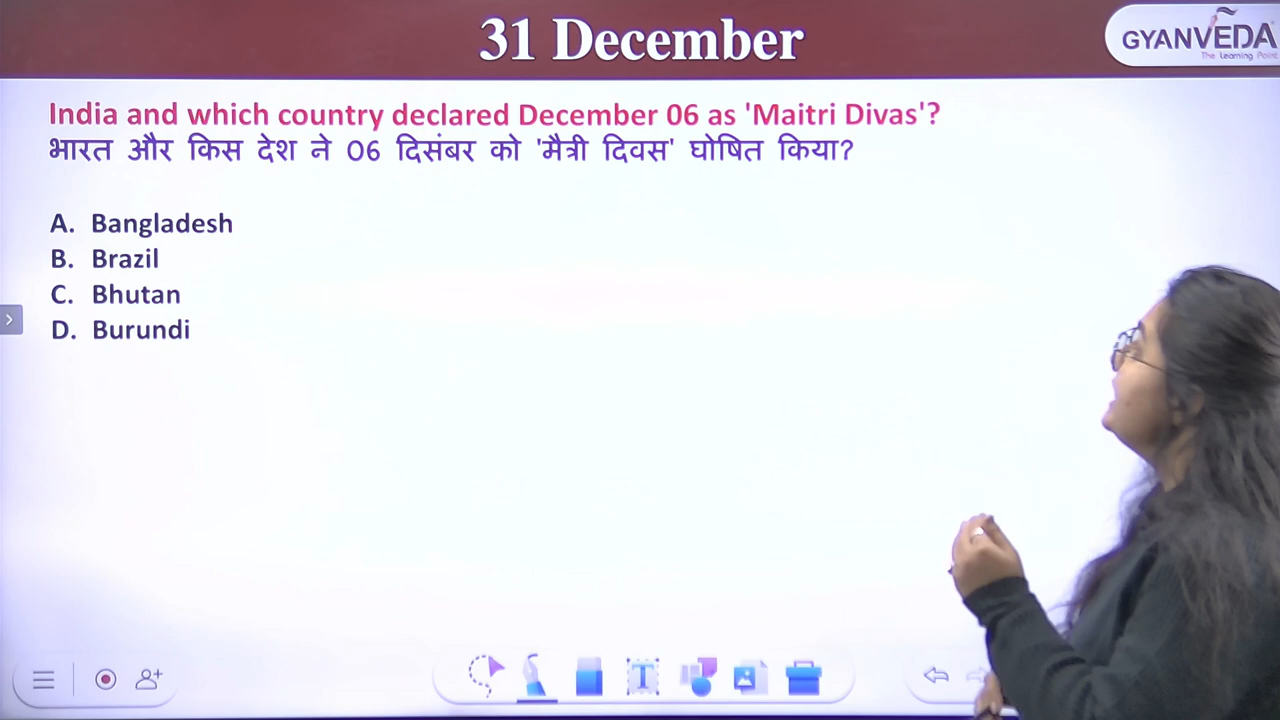 31 December
GYANVEDA
The Learning Point
India and which country declared December 06 as 'Maitri Divas'?
भारत और किस देश ने 06 दिसंबर को 'मैत्री दिवस' घोषित किया?
A. Bangladesh
B. Brazil
C. Bhutan
D. Burundi
T